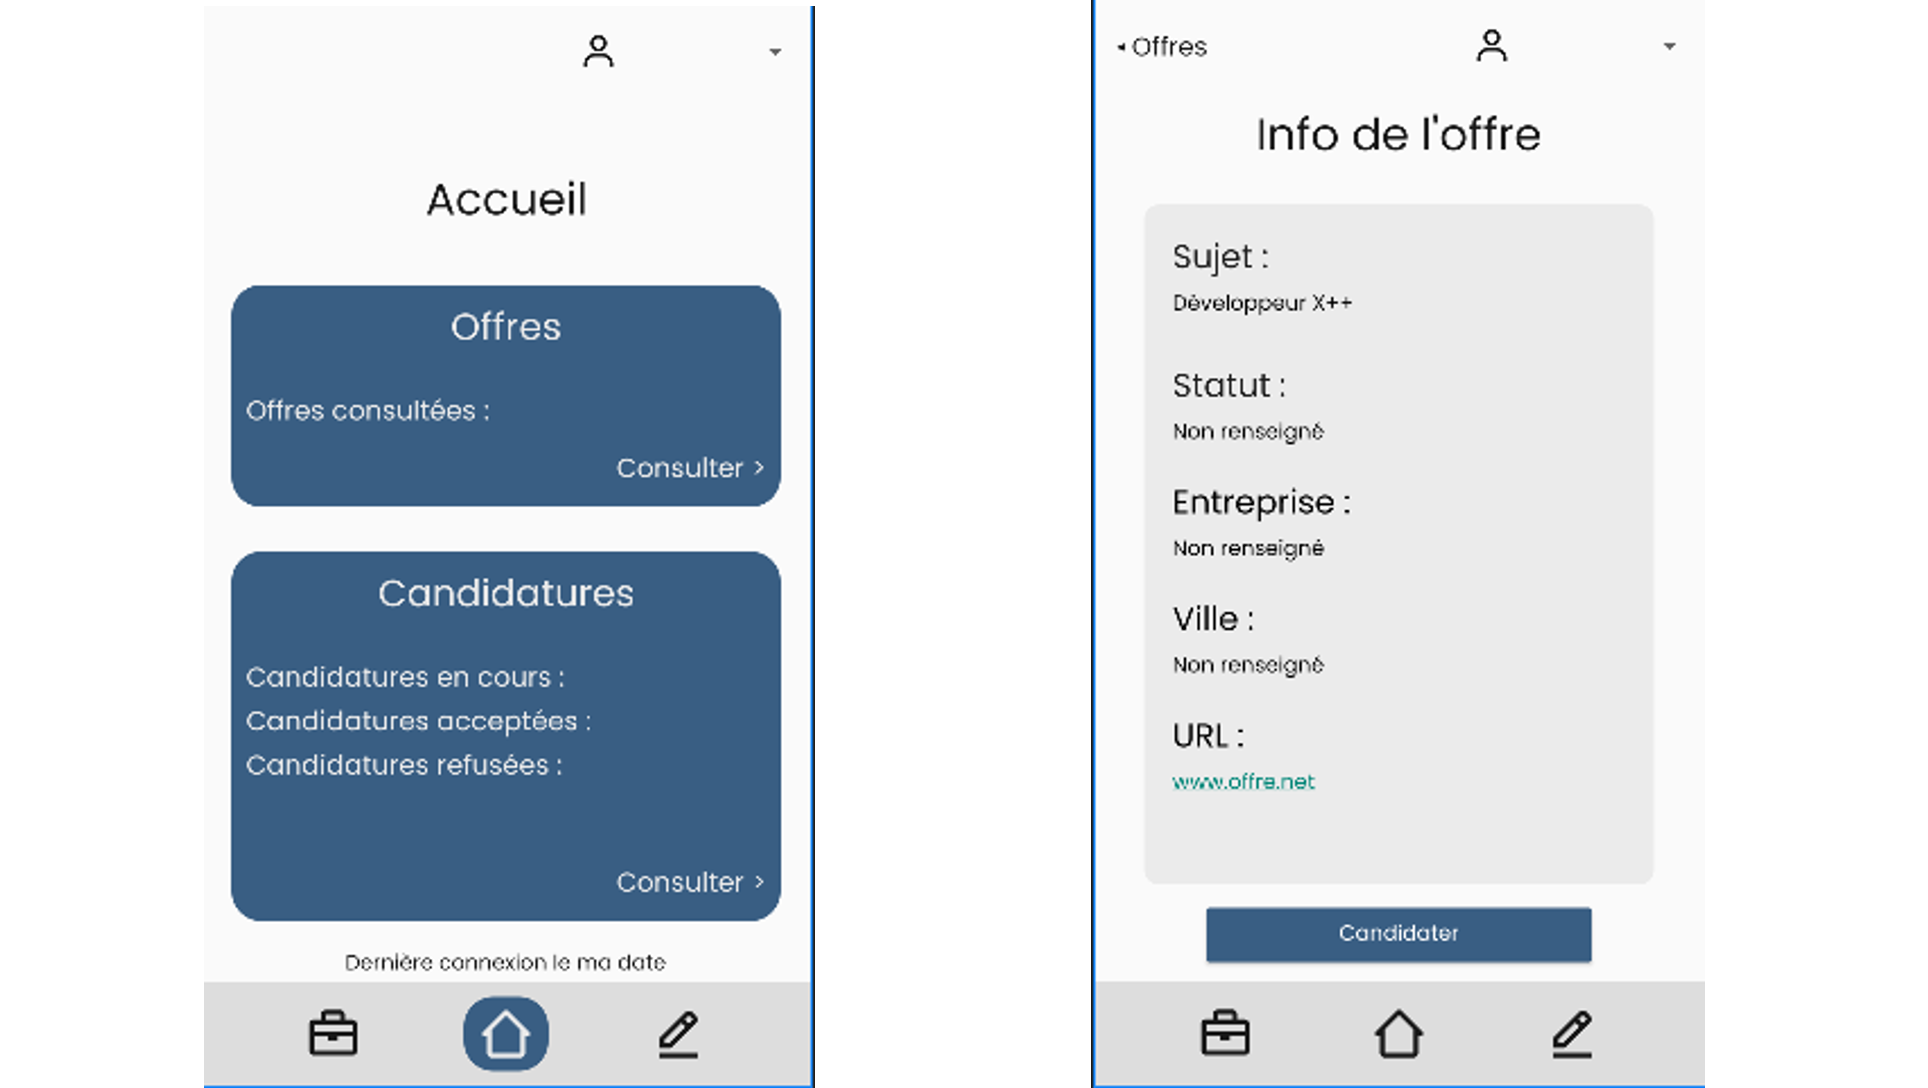 Accueil
Offres
Offres consultées :
Consulter >
Candidatures
Candidatures en cours :
Candidatures acceptées :
Candidatures refusées :
Consulter >
Dernière connexion le ma date
Offres
Info de l'offre
Sujet :
Développeur X++
Statut :
Non renseigné
Entreprise :
Non renseigné
Ville :
Non renseigné
URL :
www.offre.net
Candidater